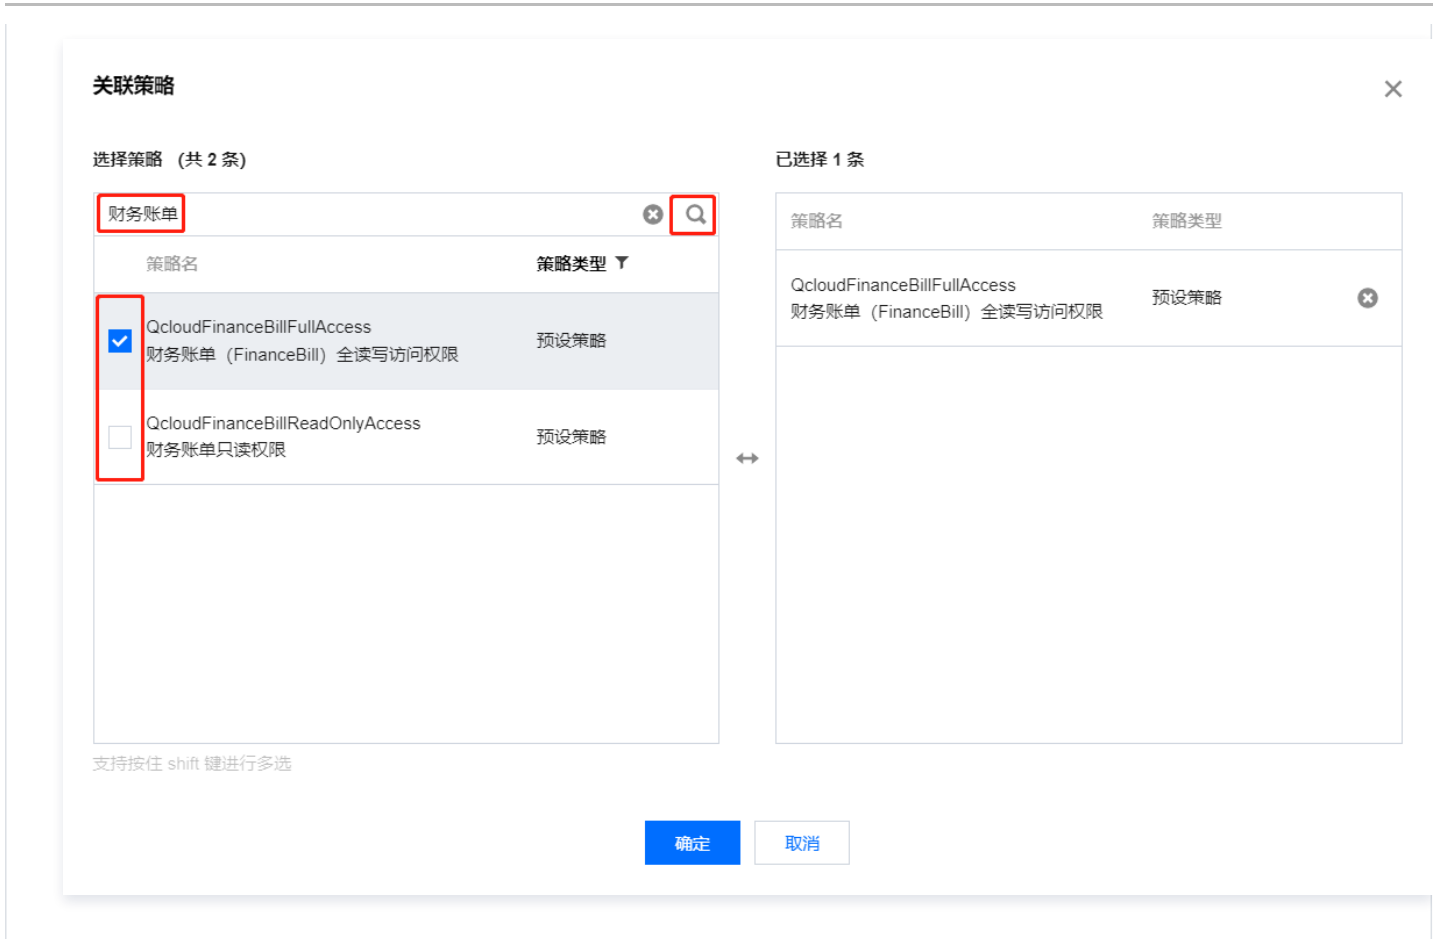 关联策略
选择策略 (共 2 条)
已选择 1 条
财务账单
策略名 策略类型
QcloudFinanceBillFullAccess
财务账单（FinanceBill）全读写访问权限
预设策略
QcloudFinanceBillReadOnlyAccess
财务账单只读权限
预设策略
支持按住 shift 键进行多选
策略名 策略类型
QcloudFinanceBillFullAccess
财务账单（FinanceBill）全读写访问权限
预设策略
确定 取消